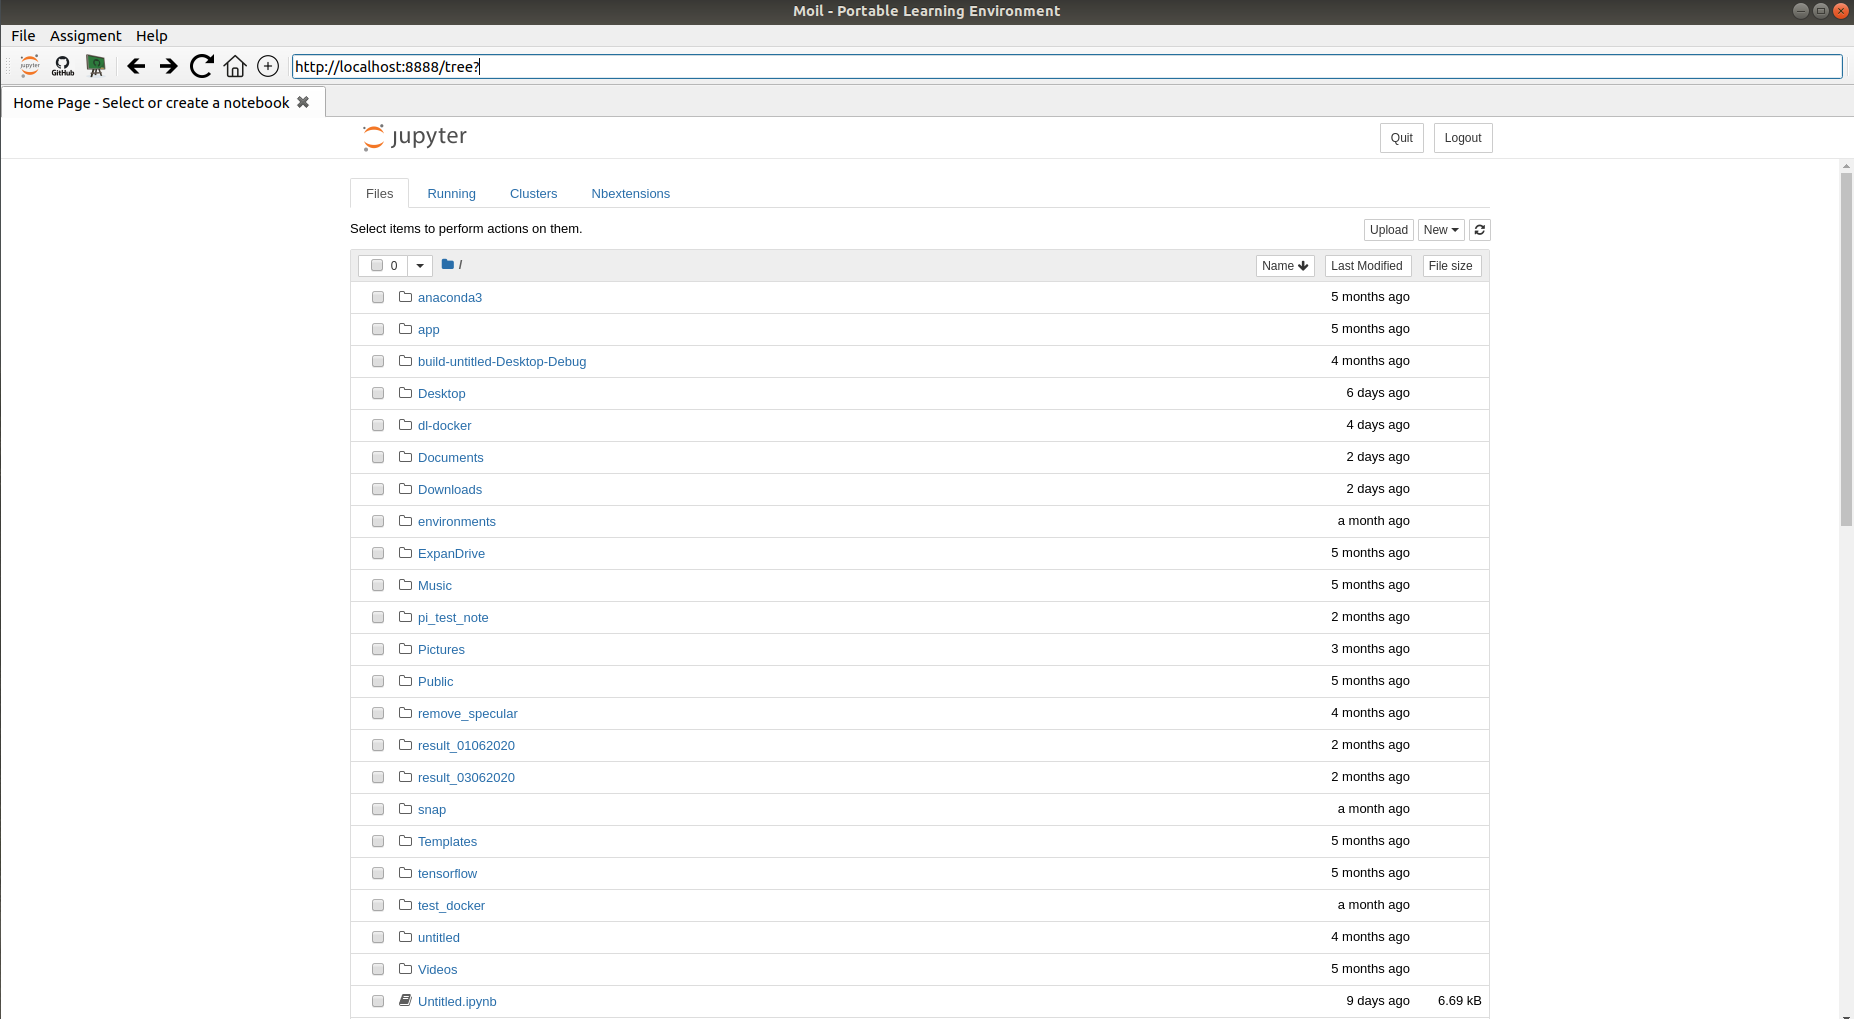 Moil - Portable Learning Environment
File Assigment Help
jupyter GitHub http://localhost:8888/tree?
Home Page - Select or create a notebook
jupyter Quit Logout
Files Running Clusters Nbextensions
Select items to perform actions on them. Upload New
0 / Name Last Modified File size
anaconda3 5 months ago
app 5 months ago
build-untitled-Desktop-Debug 4 months ago
Desktop 6 days ago
dl-docker 4 days ago
Documents 2 days ago
Downloads 2 days ago
environments a month ago
ExpanDrive 5 months ago
Music 5 months ago
pi_test_note 2 months ago
Pictures 3 months ago
Public 5 months ago
remove_specular 4 months ago
result_01062020 2 months ago
result_03062020 2 months ago
snap a month ago
Templates 5 months ago
tensorflow 5 months ago
test_docker a month ago
untitled 4 months ago
Videos 5 months ago
Untitled.ipynb 9 days ago 6.69 kB